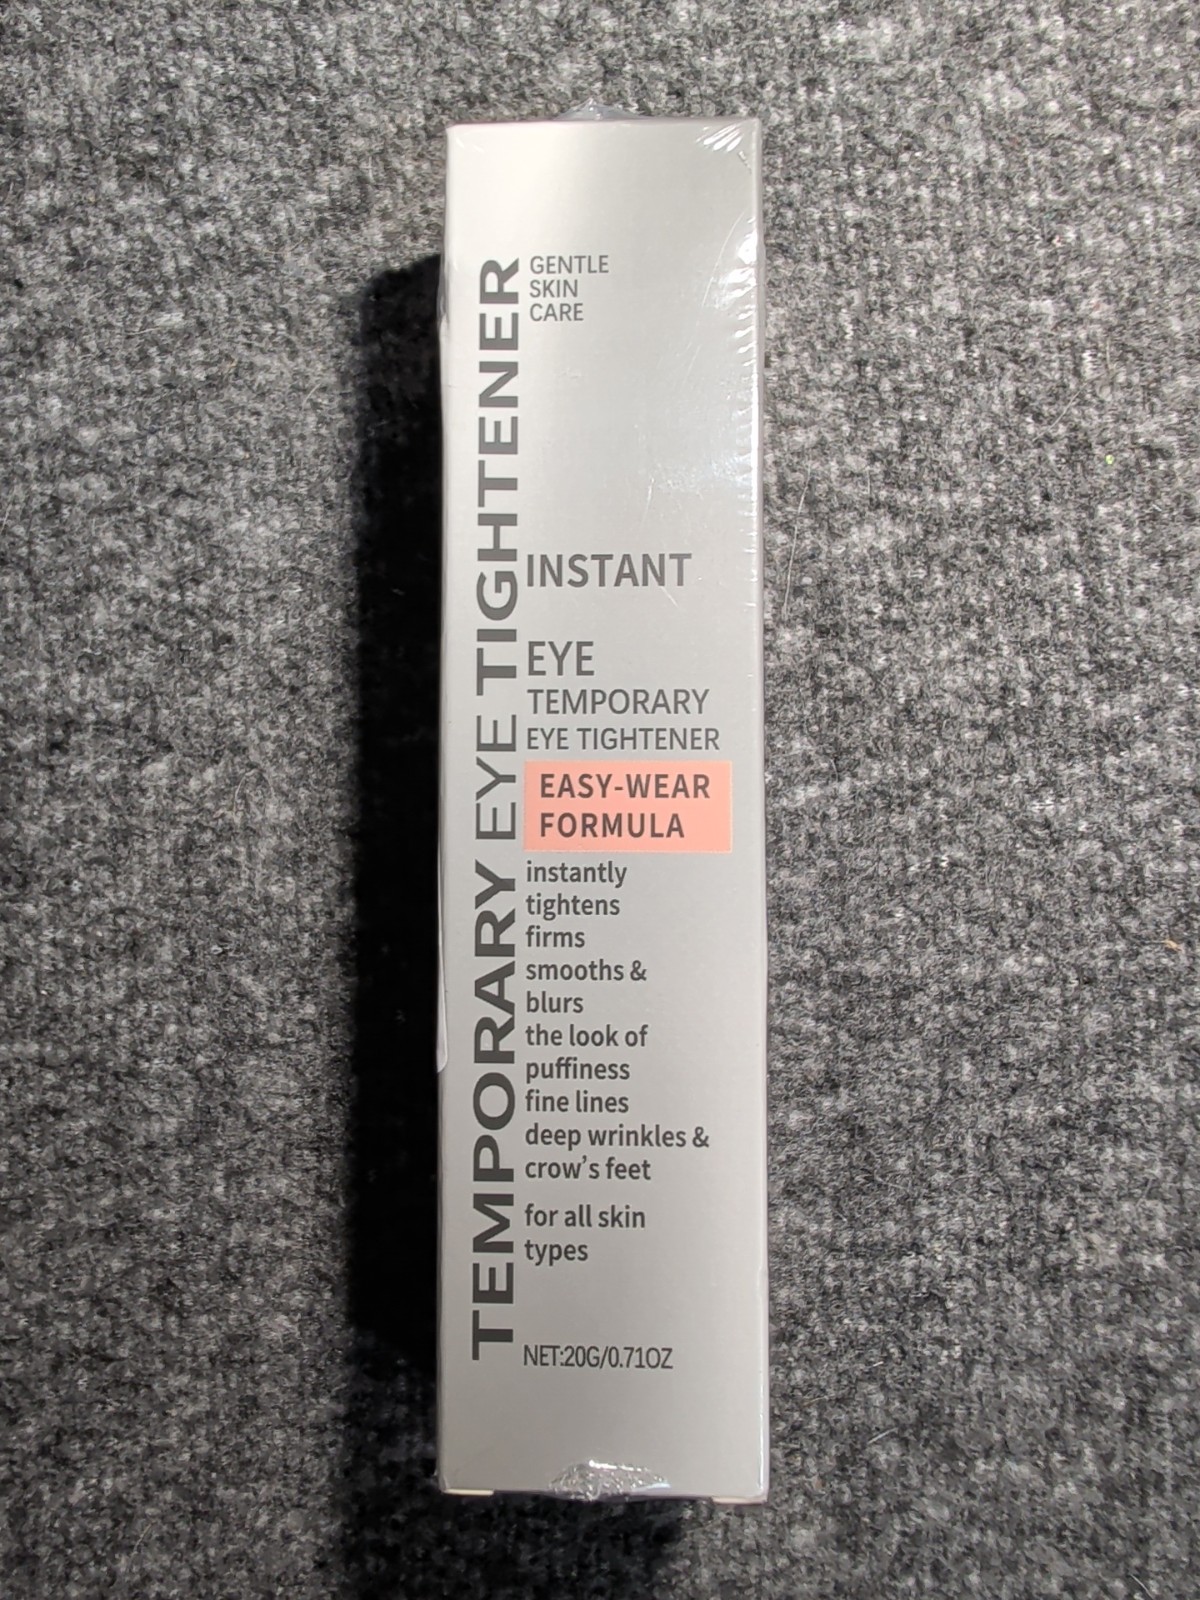 TEMPORARY EYE TIGHTENER
GENTLE
SKIN
CARE
INSTANT
EYE
TEMPORARY
EYE TIGHTENER
EASY-WEAR
FORMULA
instantly
tightens
firms
smooths &
blurs
the look of
puffiness
fine lines
deep wrinkles &
crow's feet
for all skin
types
NET:20G/0.71OZ